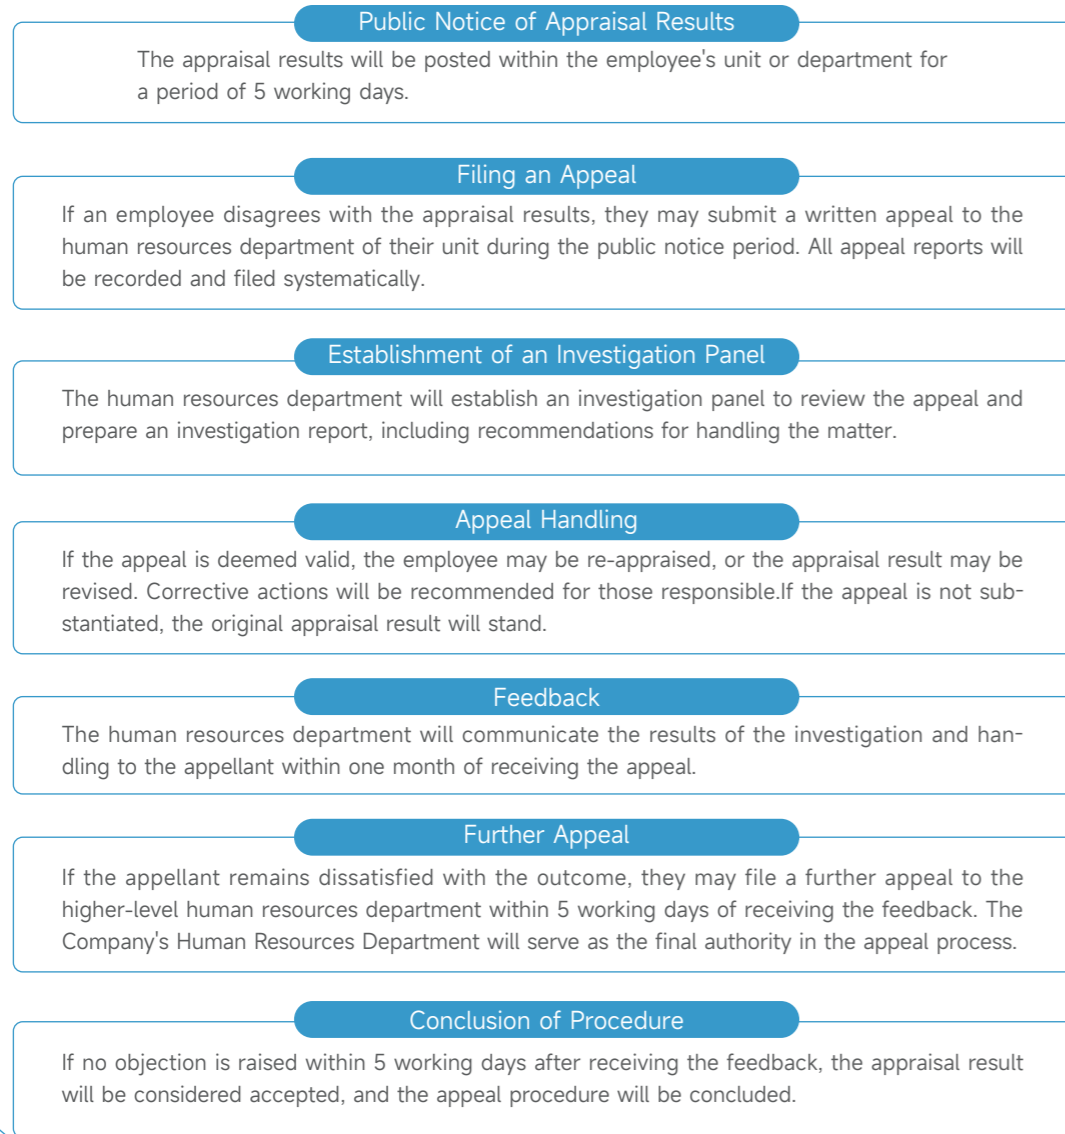 Public Notice of Appraisal Results
The appraisal results will be posted within the employee's unit or department for
a period of 5 working days.
Filing an Appeal
If an employee disagrees with the appraisal results, they may submit a written appeal to the
human resources department of their unit during the public notice period. All appeal reports will
be recorded and filed systematically.
Establishment of an Investigation Panel
The human resources department will establish an investigation panel to review the appeal and
prepare an investigation report, including recommendations for handling the matter.
Appeal Handling
If the appeal is deemed valid, the employee may be re-appraised, or the appraisal result may be
revised. Corrective actions will be recommended for those responsible.If the appeal is not sub-
stantiated, the original appraisal result will stand.
Feedback
The human resources department will communicate the results of the investigation and han-
dling to the appellant within one month of receiving the appeal.
Further Appeal
If the appellant remains dissatisfied with the outcome, they may file a further appeal to the
higher-level human resources department within 5 working days of receiving the feedback. The
Company's Human Resources Department will serve as the final authority in the appeal process.
Conclusion of Procedure
If no objection is raised within 5 working days after receiving the feedback, the appraisal result
will be considered accepted, and the appeal procedure will be concluded.